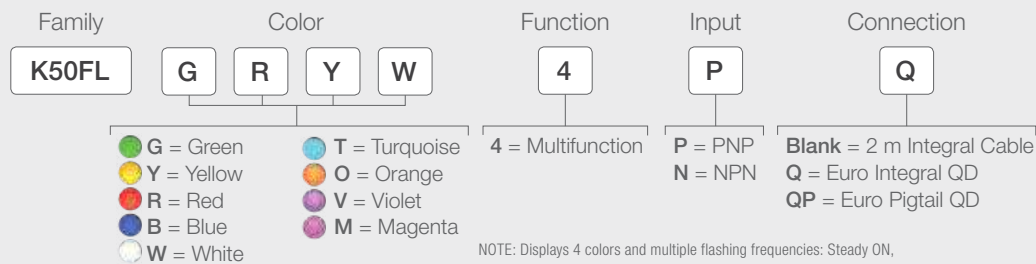 Family Color Function Input Connection
K50FL G R Y W 4 P Q
G = Green T = Turquoise 4 = Multifunction P = PNP Blank = 2 m Integral Cable
Y = Yellow O = Orange N = NPN Q = Euro Integral QD
R = Red V = Violet QP = Euro Pigtail QD
B = Blue M = Magenta
W = White NOTE: Displays 4 colors and multiple flashing frequencies: Steady ON,